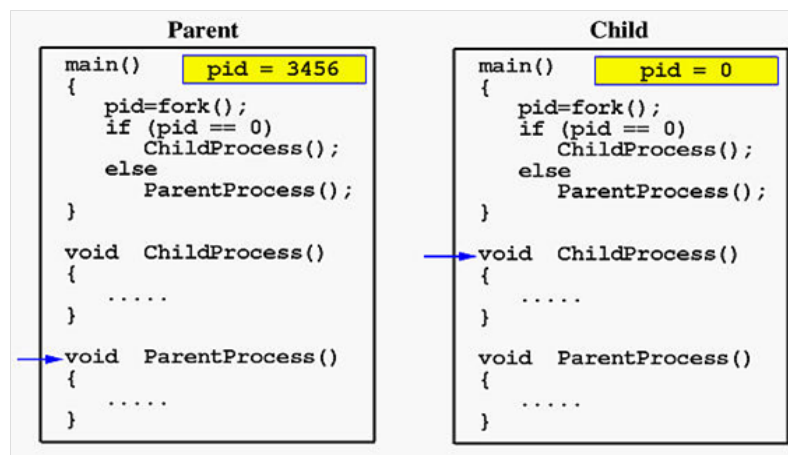 Parent
main() pid = 3456
{
pid=fork();
if (pid == 0)
ChildProcess();
else
ParentProcess();
}
void ChildProcess()
{
.....
}
void ParentProcess()
{
.....
}
Child
main() pid = 0
{
pid=fork();
if (pid == 0)
ChildProcess();
else
ParentProcess();
}
void ChildProcess()
{
.....
}
void ParentProcess()
{
.....
}